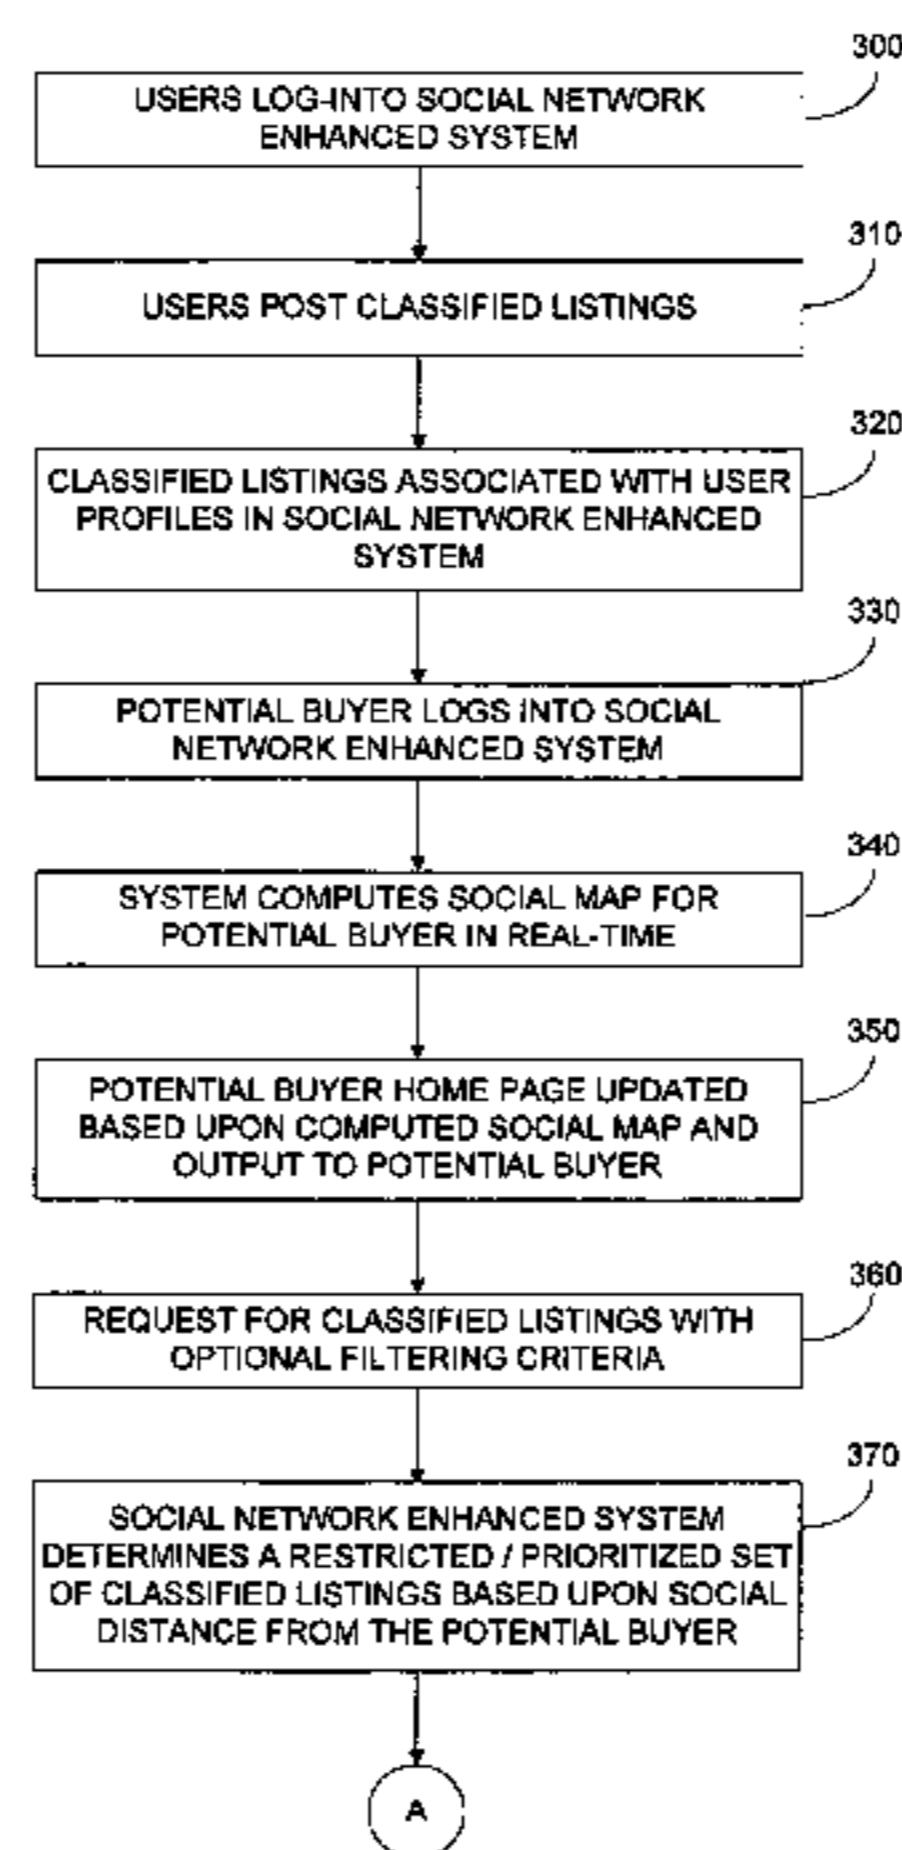 300
USERS LOG-INTO SOCIAL NETWORK
ENHANCED SYSTEM
310
USERS POST CLASSIFIED LISTINGS
320
CLASSIFIED LISTINGS ASSOCIATED WITH USER
PROFILES IN SOCIAL NETWORK ENHANCED
SYSTEM
330
POTENTIAL BUYER LOGS INTO SOCIAL
NETWORK ENHANCED SYSTEM
340
SYSTEM COMPUTES SOCIAL MAP FOR
POTENTIAL BUYER IN REAL-TIME
350
POTENTIAL BUYER HOME PAGE UPDATED
BASED UPON COMPUTED SOCIAL MAP AND
OUTPUT TO POTENTIAL BUYER
360
REQUEST FOR CLASSIFIED LISTINGS WITH
OPTIONAL FILTERING CRITERIA
370
SOCIAL NETWORK ENHANCED SYSTEM
DETERMINES A RESTRICTED / PRIORITIZED SET
OF CLASSIFIED LISTINGS BASED UPON SOCIAL
DISTANCE FROM THE POTENTIAL BUYER
A